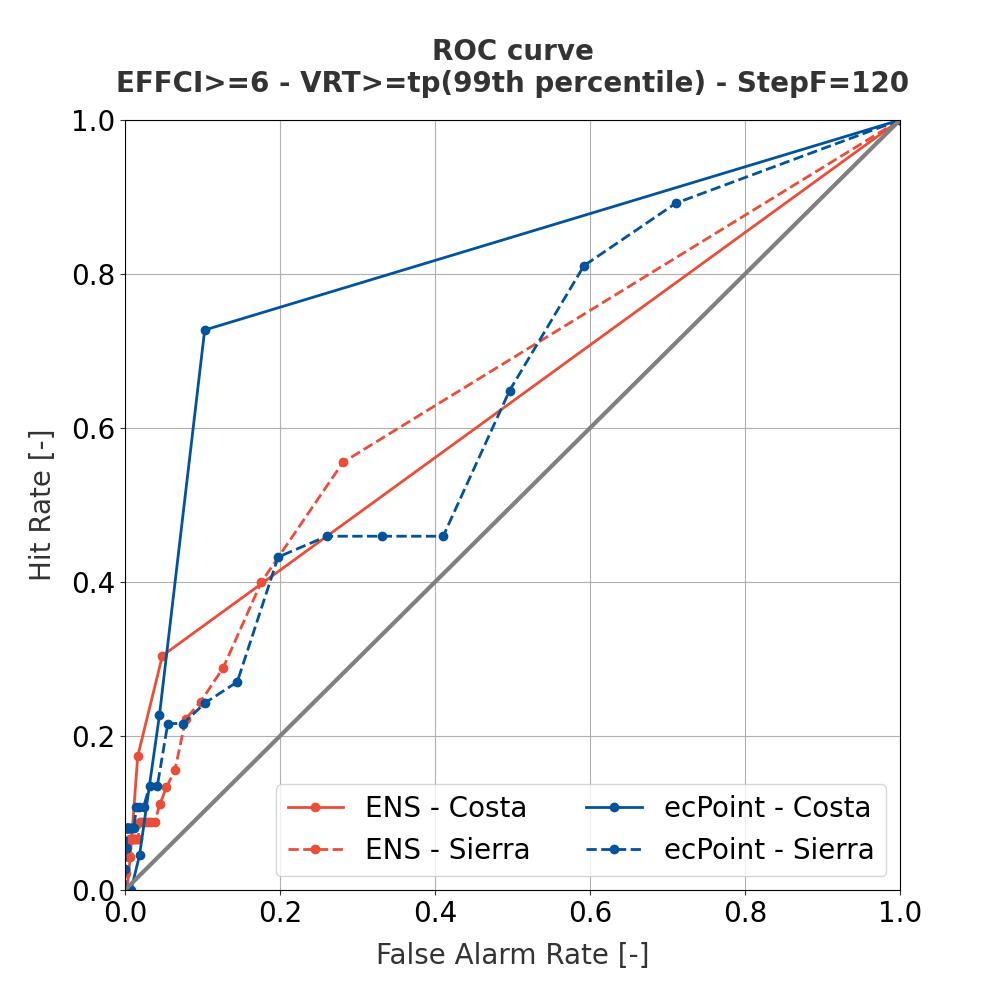 ROC curve
EFFCI>=6 - VRT>=tp(99th percentile) - StepF=120
1.0
0.8
0.6
0.4
0.2
0.0
Hit Rate [-]
ENS - Costa
ENS - Sierra
ecPoint - Costa
ecPoint - Sierra
0.0 0.2 0.4 0.6 0.8 1.0
False Alarm Rate [-]